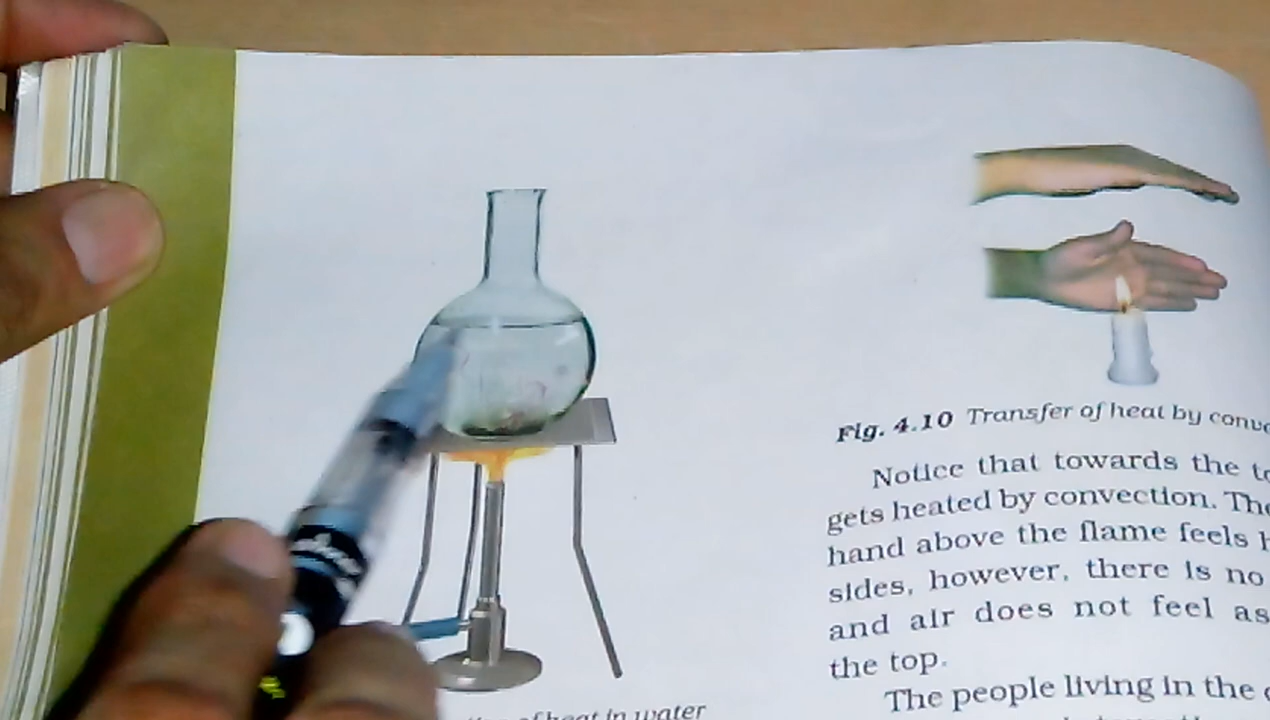 of heat in water
Fig. 4.10 Transfer of heat by
Notice that towards the
gets heated by convection. The
hand above the flame feels
sides, however, there is no
and air does not feel as
the top.
The people living in the